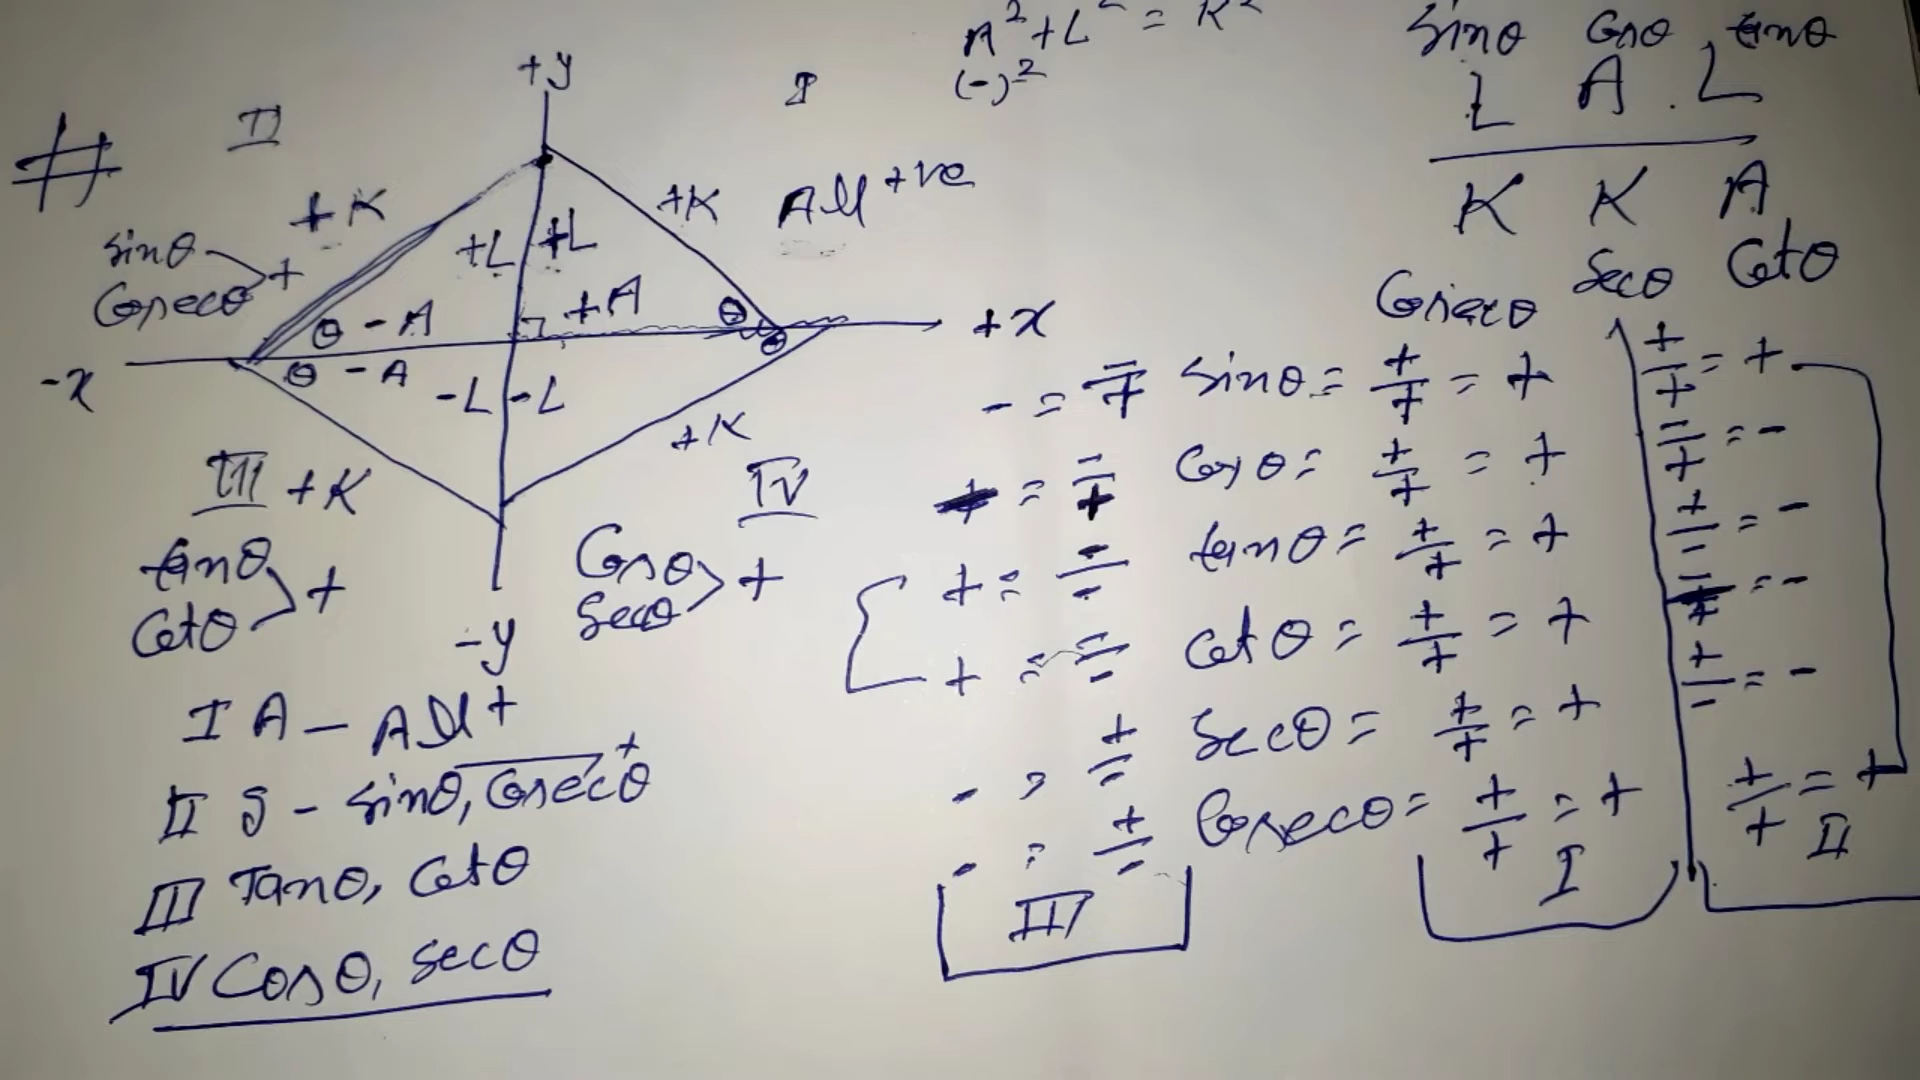 A² + L² = K²
(-)²
sinθ cosθ tanθ
L A L
K K A
Cosecθ Secθ Cotθ
#
II
I
+y
+K
+K
All +ve
sinθ
Cosecθ > +
+L
+L
θ - A
+A
θ
+x
-x
θ - A
θ
-L
-L
+K
III +K
IV
tanθ
Cotθ > +
Cosθ
Secθ > +
-y
I A - All +
II S - sinθ, Cosecθ +
III Tanθ, Cotθ
IV Cosθ, secθ
- = -/+ sinθ = +/+ = + +/+ = +
= -/+ Cosθ = +/+ = + -/+ = -
+ = -/- tanθ = +/+ = + +/- = -
+ = -/- Cotθ = +/+ = + -/+ = -
- = +/- Secθ = +/+ = + +/- = -
- = +/- Cosecθ = +/+ = + +/+ = +
III
I
II